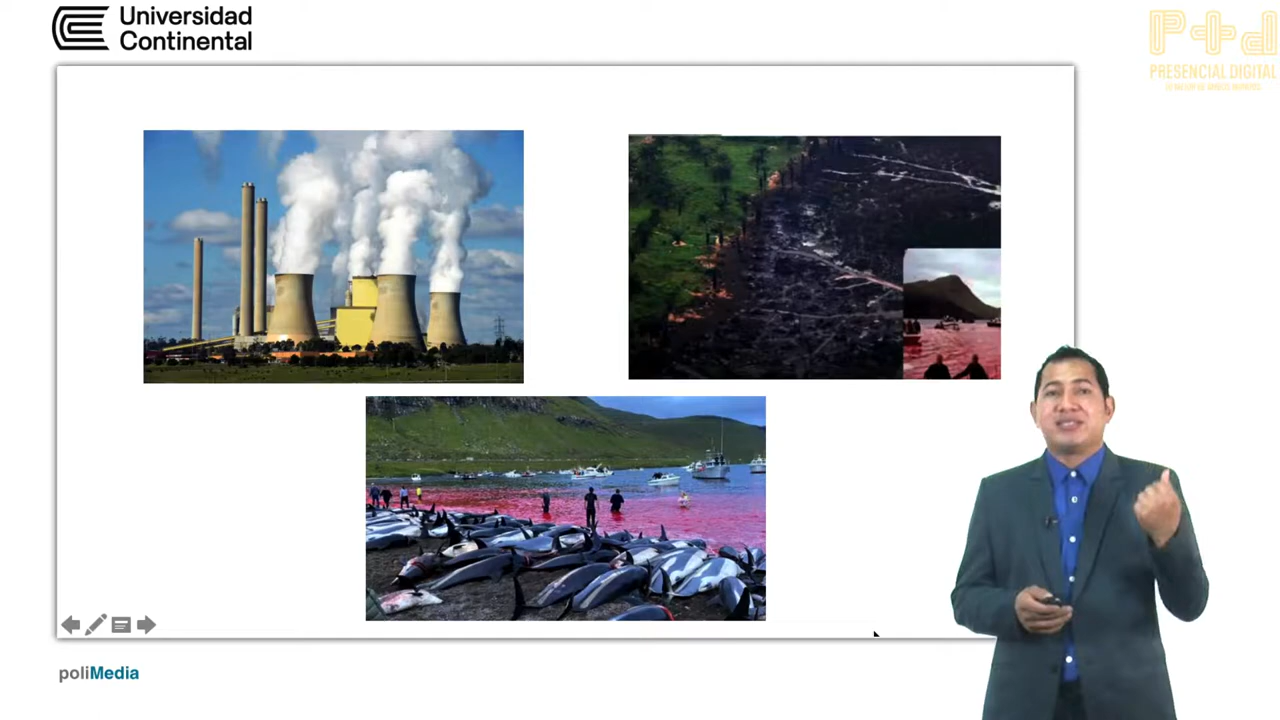 Universidad
Continental
P+d
PRESENCIAL DIGITAL
poliMedia